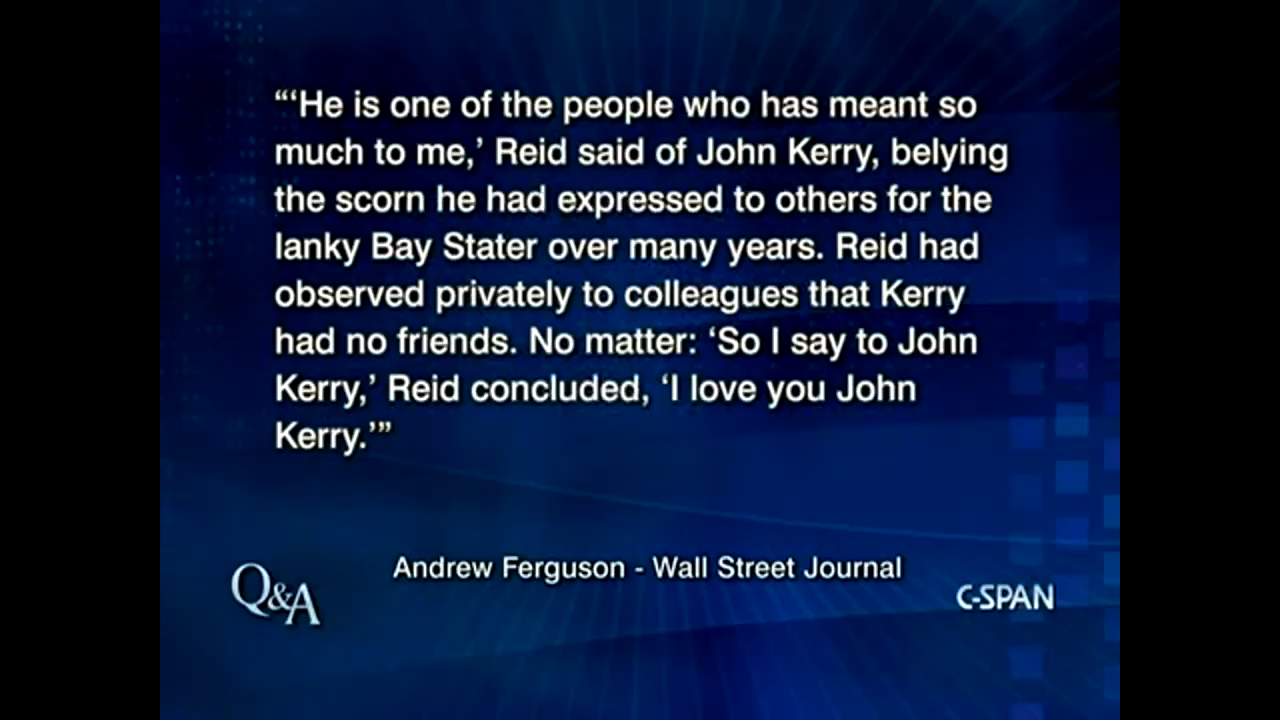 “‘He is one of the people who has meant so
much to me,’ Reid said of John Kerry, belying
the scorn he had expressed to others for the
lanky Bay Stater over many years. Reid had
observed privately to colleagues that Kerry
had no friends. No matter: ‘So I say to John
Kerry,’ Reid concluded, ‘I love you John
Kerry.’”
Andrew Ferguson - Wall Street Journal
Q&A
C-SPAN